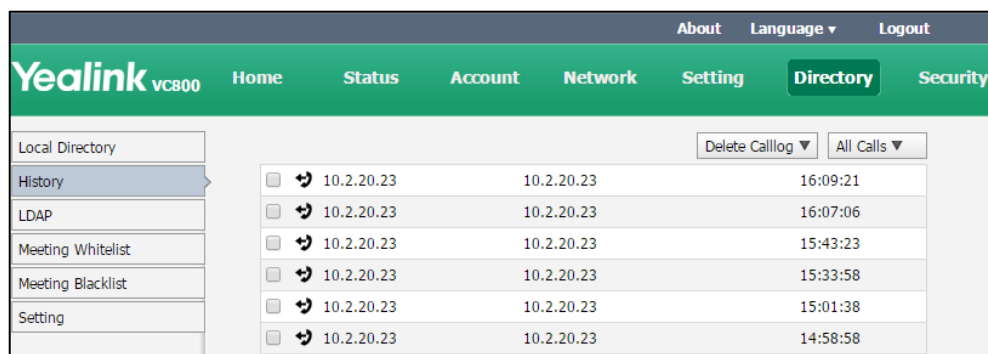 About Language ▾ Logout
Yealink VC800 Home Status Account Network Setting Directory Security
Local Directory
History
LDAP
Meeting Whitelist
Meeting Blacklist
Setting
Delete Calllog ▼ All Calls ▼
10.2.20.23 10.2.20.23 16:09:21
10.2.20.23 10.2.20.23 16:07:06
10.2.20.23 10.2.20.23 15:43:23
10.2.20.23 10.2.20.23 15:33:58
10.2.20.23 10.2.20.23 15:01:38
10.2.20.23 10.2.20.23 14:58:58